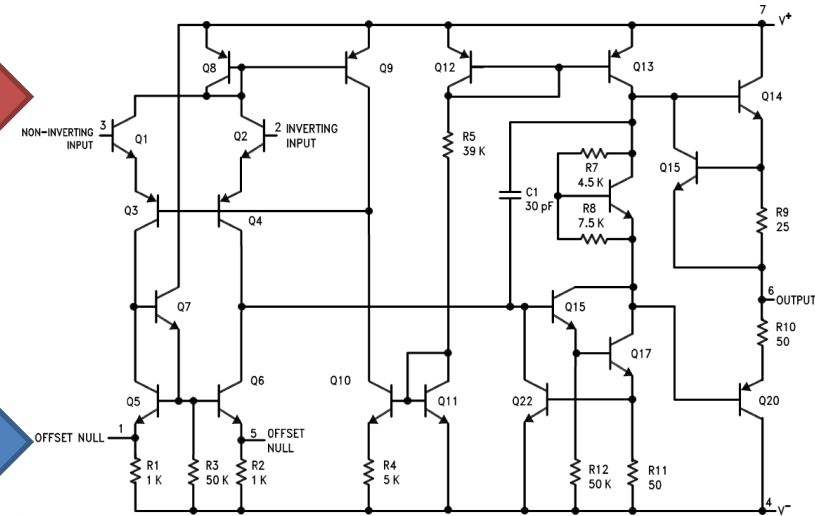 7
V+
Q8
Q9
Q12
Q13
Q14
3
NON-INVERTING
INPUT
Q1
Q2
2 INVERTING
INPUT
R5
39 K
Q15
R7
4.5 K
C1
30 pF
R8
7.5 K
Q3
Q4
R9
25
Q7
Q15
6
OUTPUT
R10
50
Q5
Q6
Q10
Q11
Q17
Q22
Q20
OFFSET NULL
1
5 OFFSET
NULL
R1
1 K
R3
50 K
R2
1 K
R4
5 K
R12
50 K
R11
50
4
V-